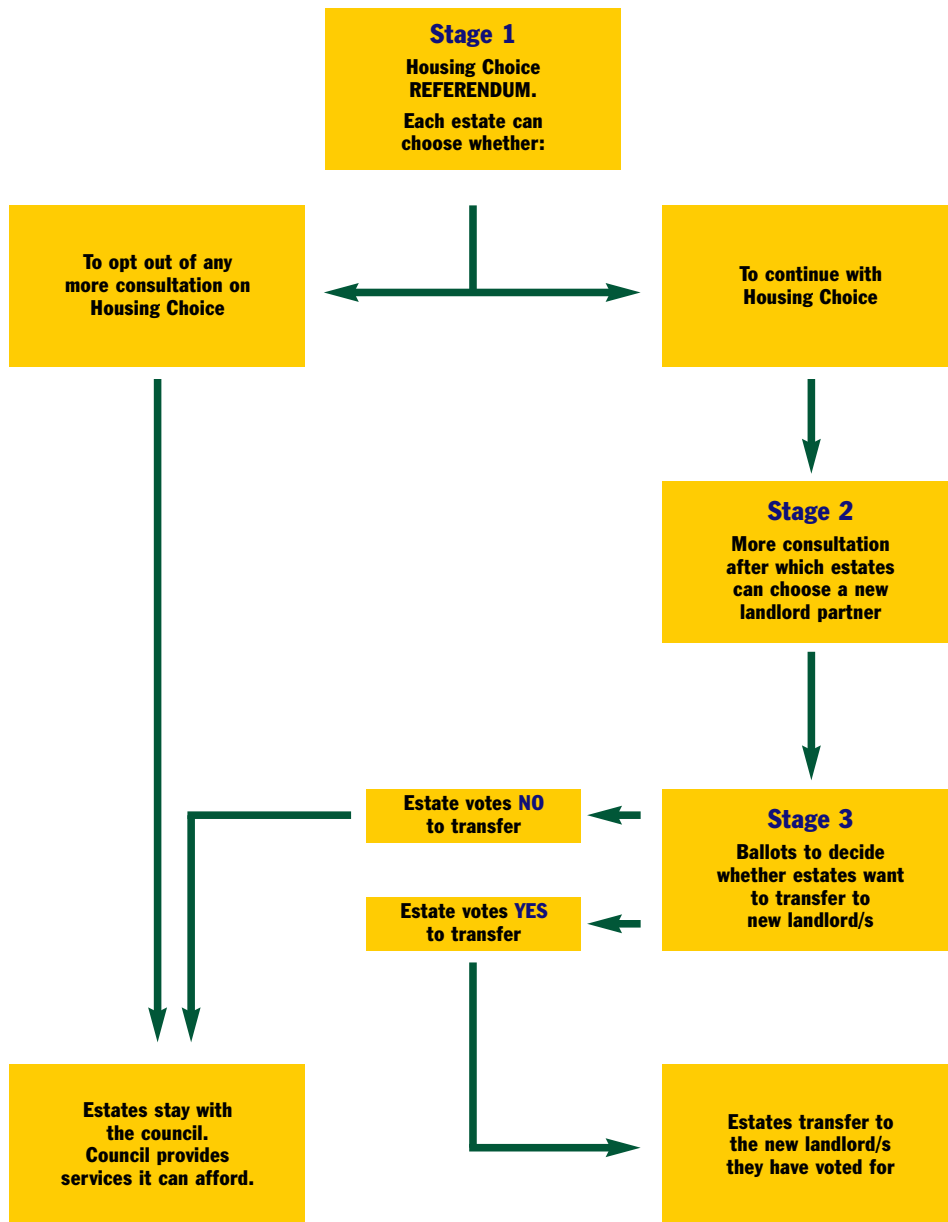 Stage 1
Housing Choice
REFERENDUM.
Each estate can
choose whether:
To opt out of any
more consultation on
Housing Choice
To continue with
Housing Choice
Stage 2
More consultation
after which estates
can choose a new
landlord partner
Estate votes NO
to transfer
Stage 3
Ballots to decide
whether estates want
to transfer to
new landlord/s
Estate votes YES
to transfer
Estates stay with
the council.
Council provides
services it can afford.
Estates transfer to
the new landlord/s
they have voted for